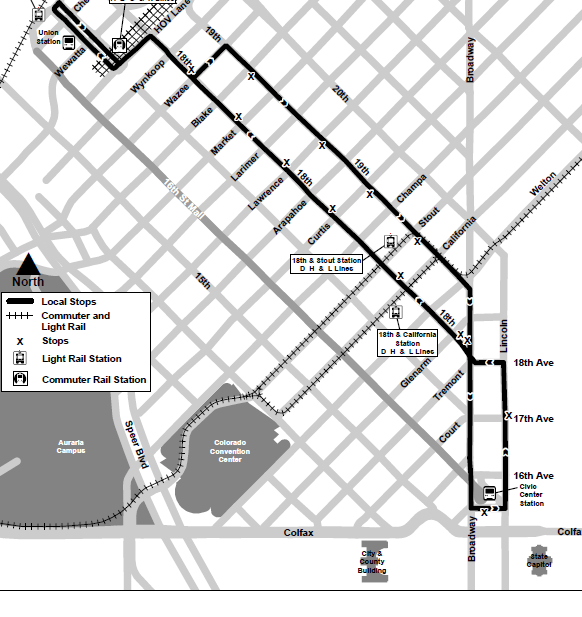 Che
HOV Lane
Union
Station
Wewatta
Wynkoop
18th
19th
Wazee
Blake
Market
Larimer
Lawrence
Arapahoe
Curtis
18th
20th
Broadway
19th
Champa
Stout
California
Welton
16th St Mall
15th
18th & Stout Station
D H & L Lines
North
Local Stops
Commuter and
Light Rail
X Stops
Light Rail Station
Commuter Rail Station
18th & California
Station
D H & L Lines
18th
Lincoln
18th Ave
Glenarm
Tremont
Court
17th Ave
16th Ave
Civic
Center
Station
Auraria
Campus
Speer Blvd
Colorado
Convention
Center
Colfax
Broadway
Colfa
City &
County
Building
State
Capitol